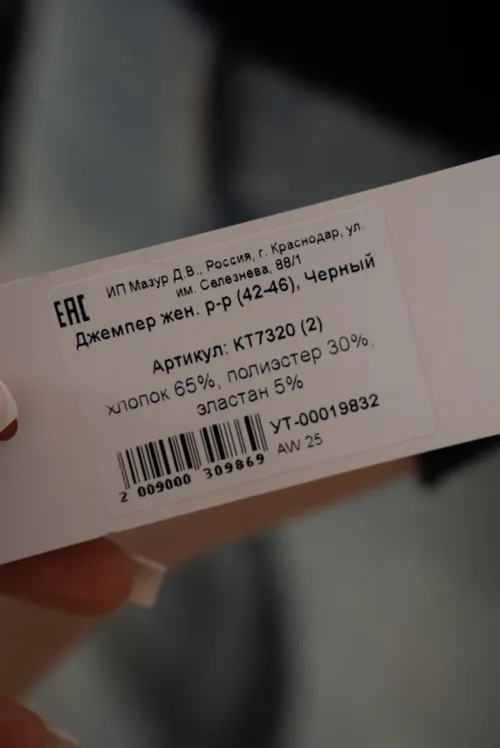 ИП Мазур Д.В., Россия, г. Краснодар, ул.
им. Селезнева, 88/1
EAC
Джемпер жен. р-р (42-46), Черный
Артикул: KT7320 (2)
хлопок 65%, полиэстер 30%,
эластан 5%
УТ-00019832
AW 25
2 009000 309869